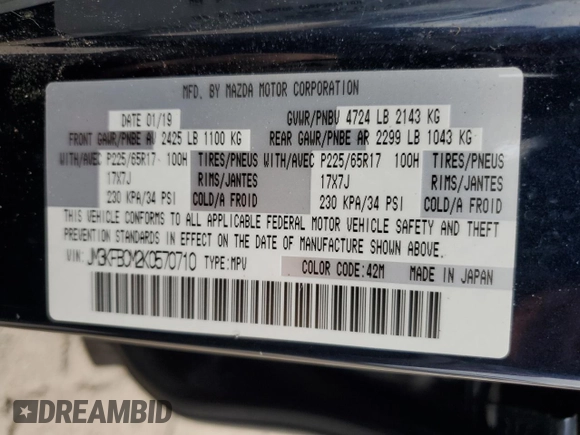 MFD. BY MAZDA MOTOR CORPORATION
DATE 01/19 GVWR/PNBV 4724 LB 2143 KG
FRONT GAWR/PNBE AV 2425 LB 1100 KG REAR GAWR/PNBE AR 2299 LB 1043 KG
WITH/AVEC P225/65R17 100H TIRES/PNEUS WITH/AVEC P225/65R17 100H TIRES/PNEUS
17X7J RIMS/JANTES 17X7J RIMS/JANTES
230 KPA/34 PSI COLD/A FROID 230 KPA/34 PSI COLD/A FROID
THIS VEHICLE CONFORMS TO ALL APPLICABLE FEDERAL MOTOR VEHICLE SAFETY AND THEFT
PREVENTION STANDARDS IN EFFECT ON THE DATE OF MANUFACTURE SHOWN ABOVE.
VIN: JM3KFBCM2K0570710 TYPE:MPV COLOR CODE:42M MADE IN JAPAN
DREAMBID